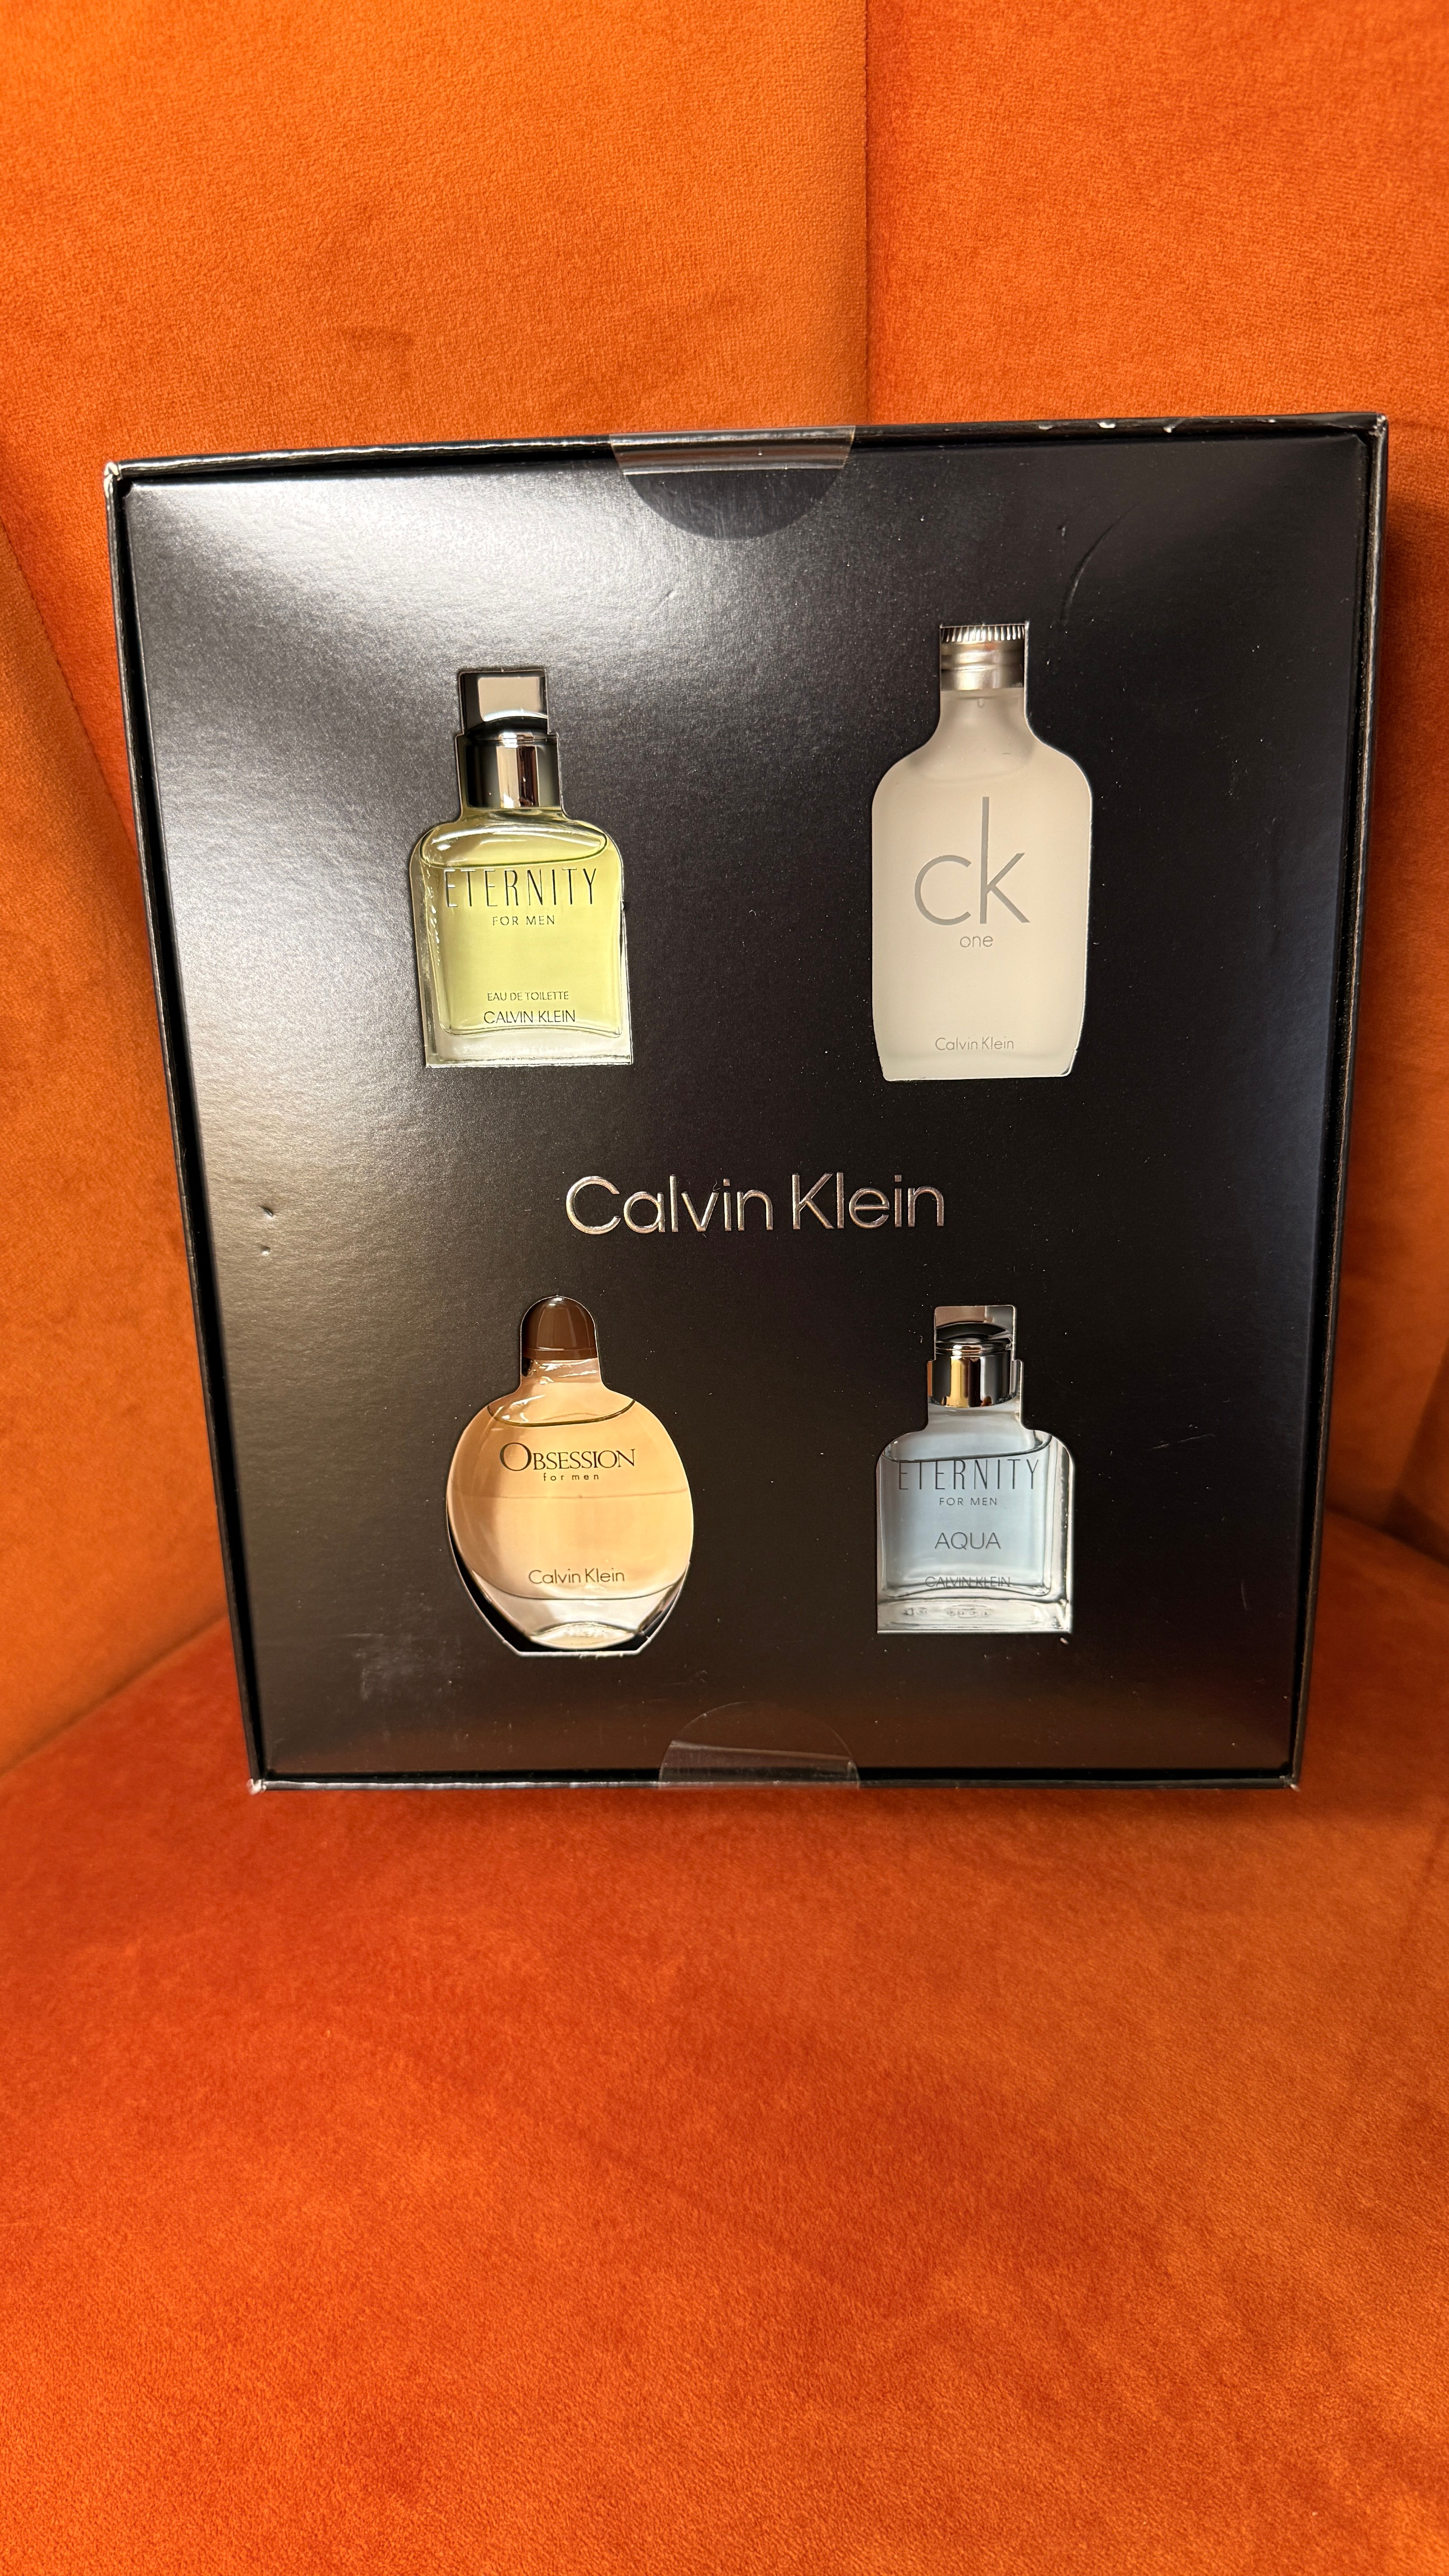 ETERNITY
FOR MEN
EAU DE TOILETTE
CALVIN KLEIN
ck
one
Calvin Klein
Calvin Klein
OBSESSION
for men
Calvin Klein
ETERNITY
FOR MEN
AQUA
CALVIN KLEIN